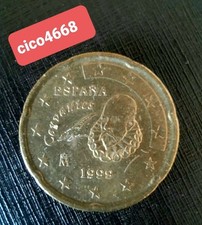 cico4668
ESPAÑA
Cervantes
M
1999